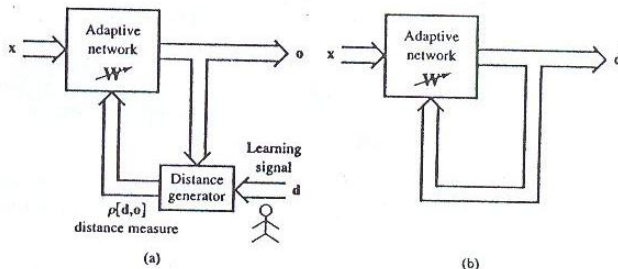 Adaptive
network
W
x
o
Learning
signal
Distance
generator
d
ρ[d,o]
distance measure
(a)
Adaptive
network
W
x
(b)